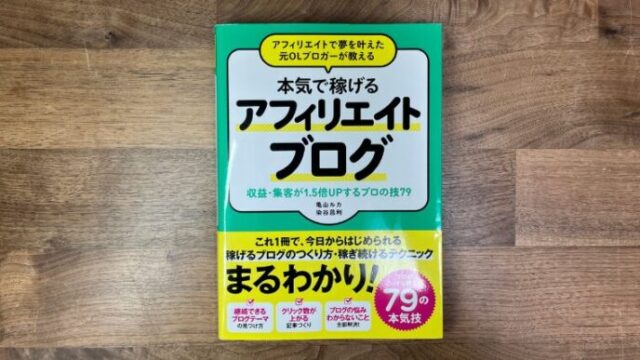 アフィリエイトで夢を叶えた
元OLブロガーが教える
本気で稼げる
アフィリエイト
ブログ
収益・集客が1.5倍UPするプロの技79
亀山ルカ
染谷昌利
これ1冊で、今日からはじめられる
稼げるブログのつくり方・稼ぎ続けるテクニック
まるわかり!
継続できる
ブログテーマ
の見つけ方
クリック数が
上がる
記事づくり
ブログの悩み
わからないこと
全部解決!
79の
本気技